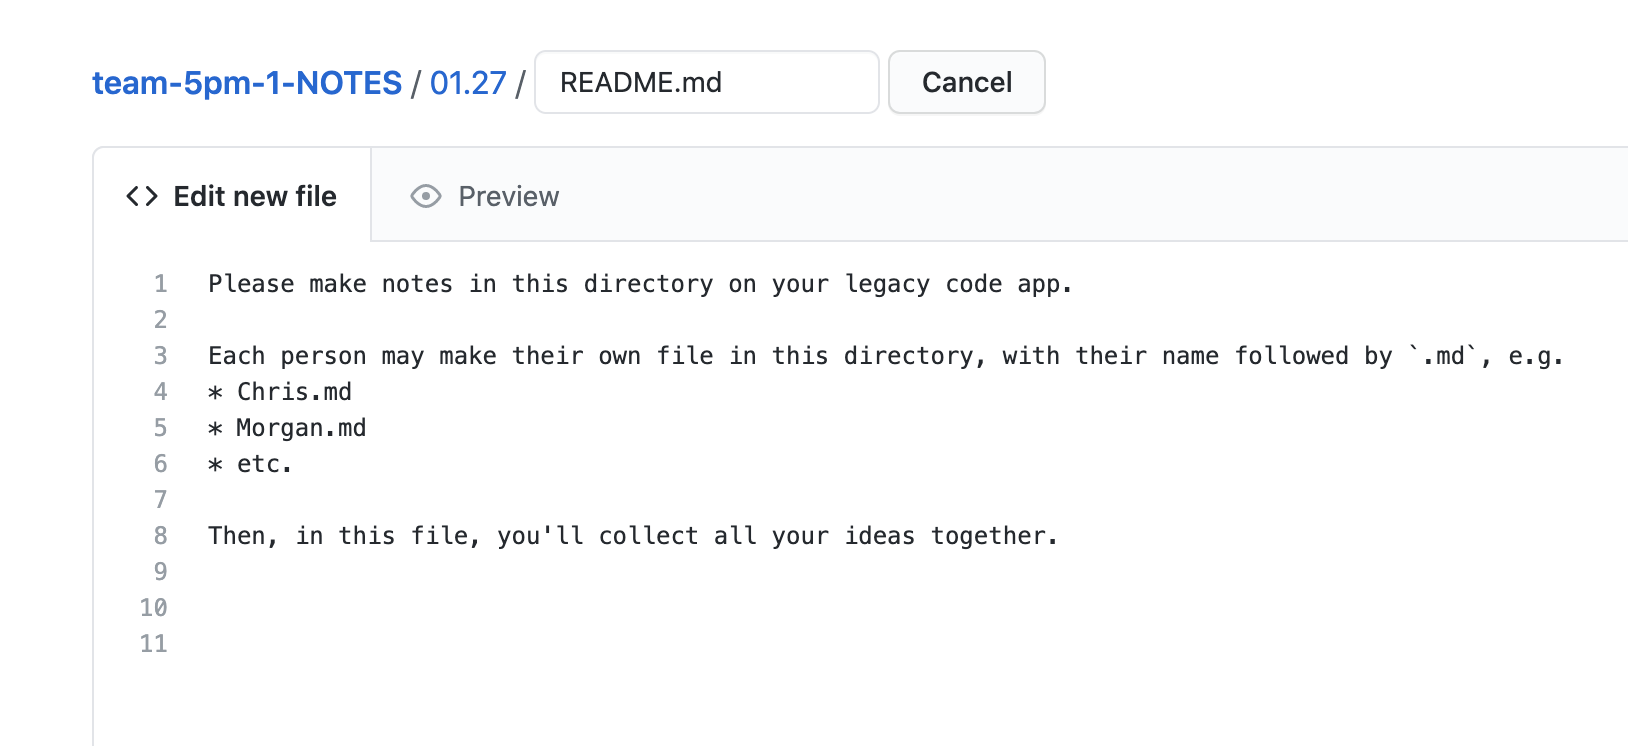 team-5pm-1-NOTES / 01.27 / README.md Cancel
<> Edit new file Preview
1 Please make notes in this directory on your legacy code app.
2
3 Each person may make their own file in this directory, with their name followed by `.md`, e.g.
4 * Chris.md
5 * Morgan.md
6 * etc.
7
8 Then, in this file, you'll collect all your ideas together.
9
10
11